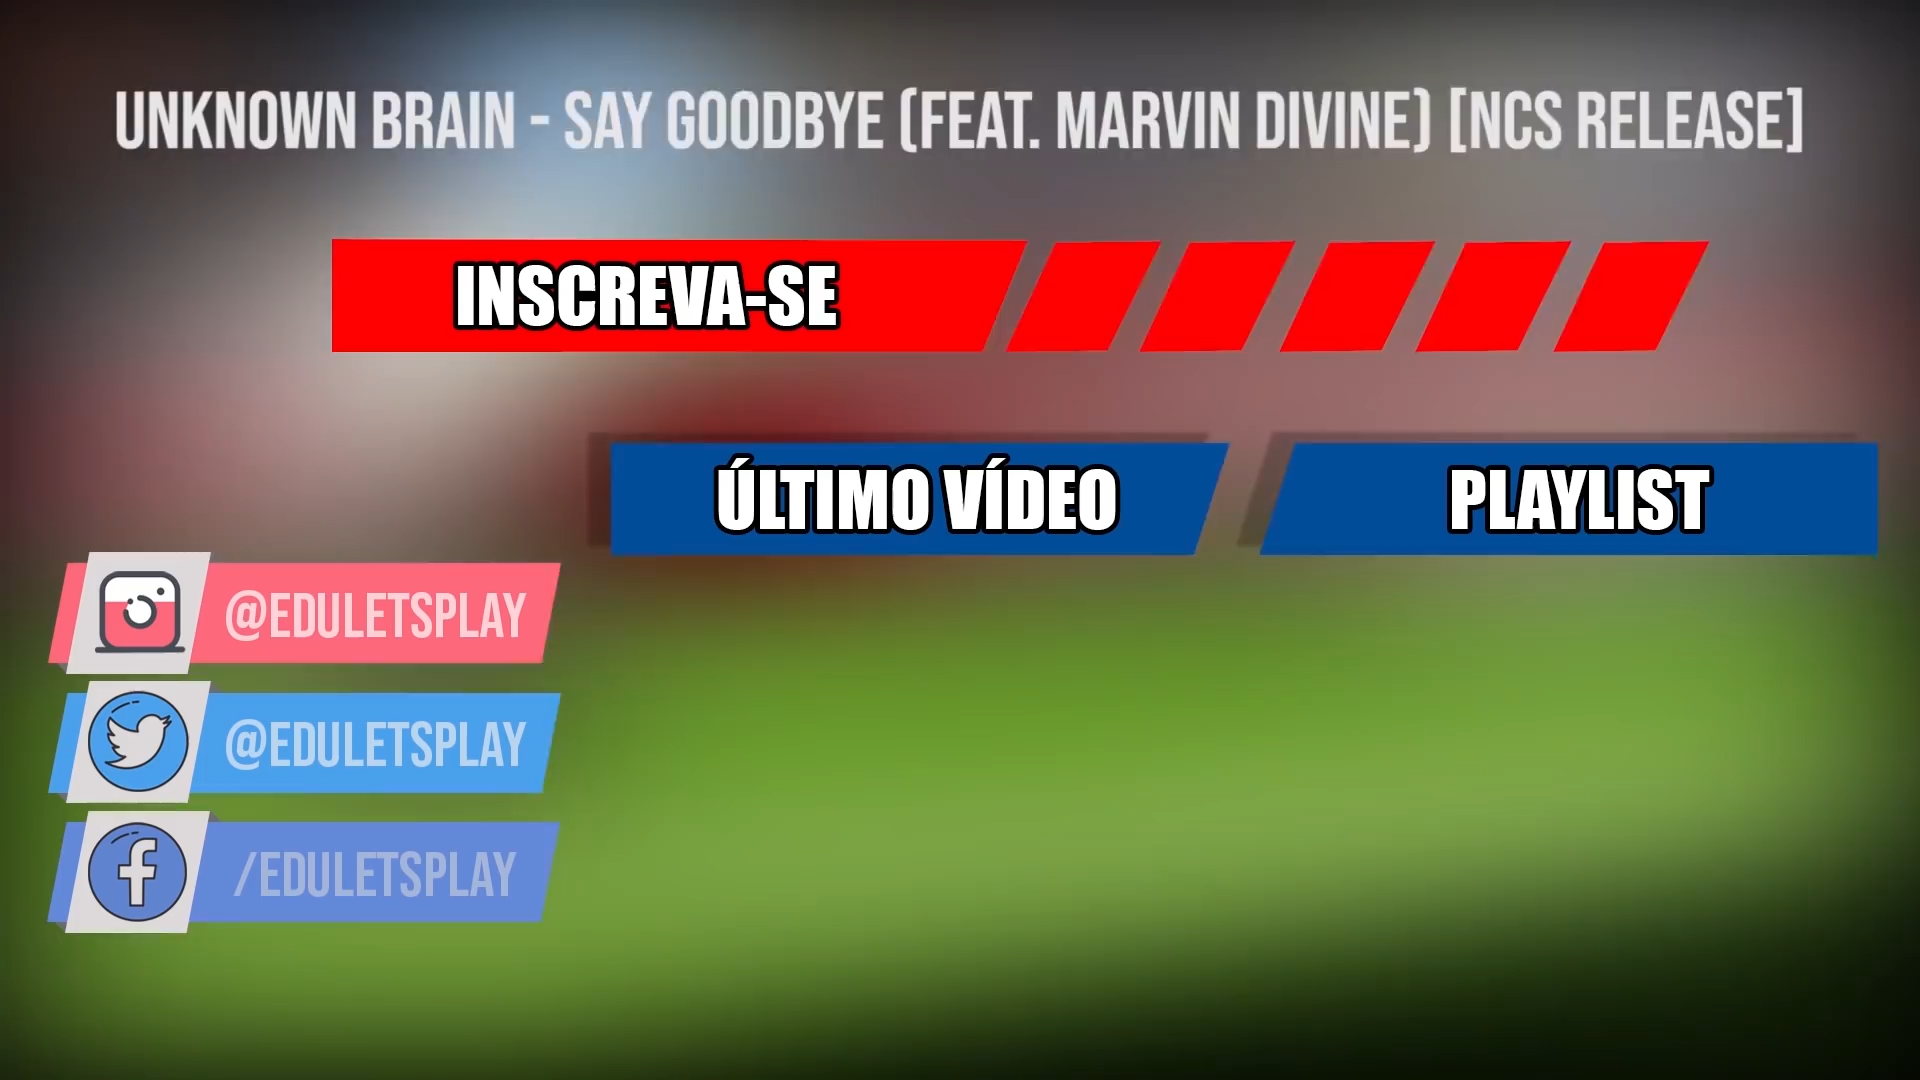 UNKNOWN BRAIN - SAY GOODBYE (FEAT. MARVIN DIVINE) [NCS RELEASE]
INSCREVA-SE
ÚLTIMO VÍDEO
PLAYLIST
@EDULETSPLAY
@EDULETSPLAY
/EDULETSPLAY